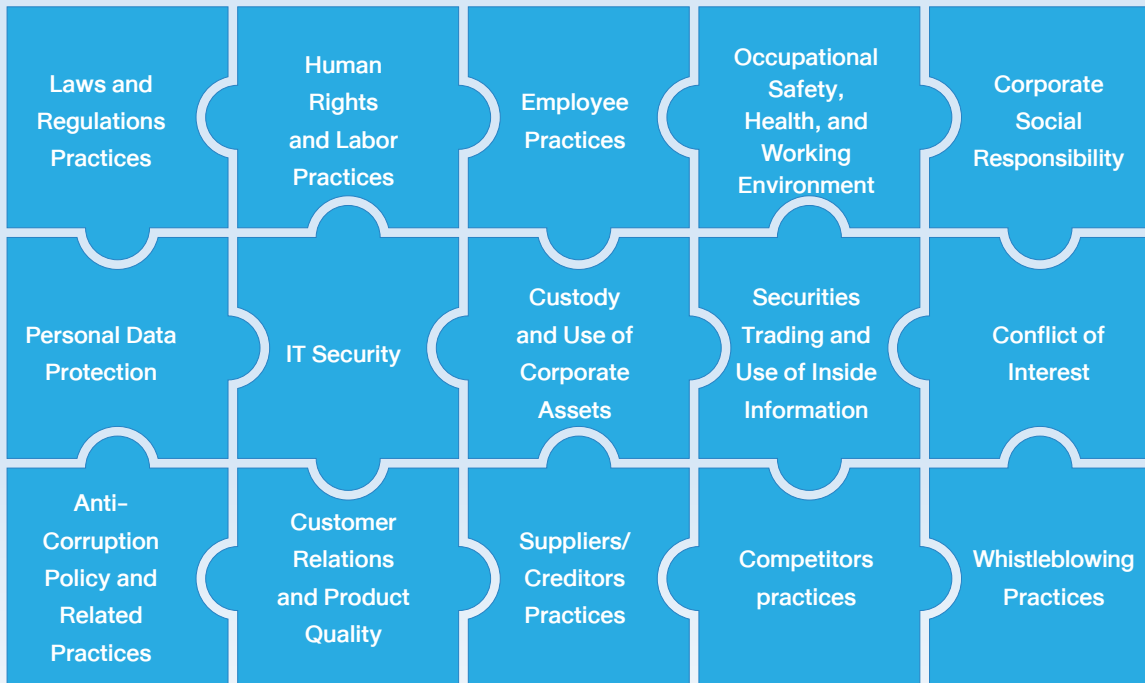 Laws and
Regulations
Practices
Human
Rights
and Labor
Practices
Employee
Practices
Occupational
Safety,
Health, and
Working
Environment
Corporate
Social
Responsibility
Personal Data
Protection
IT Security
Custody
and Use of
Corporate
Assets
Securities
Trading and
Use of Inside
Information
Conflict of
Interest
Anti-
Corruption
Policy and
Related
Practices
Customer
Relations
and Product
Quality
Suppliers/
Creditors
Practices
Competitors
practices
Whistleblowing
Practices